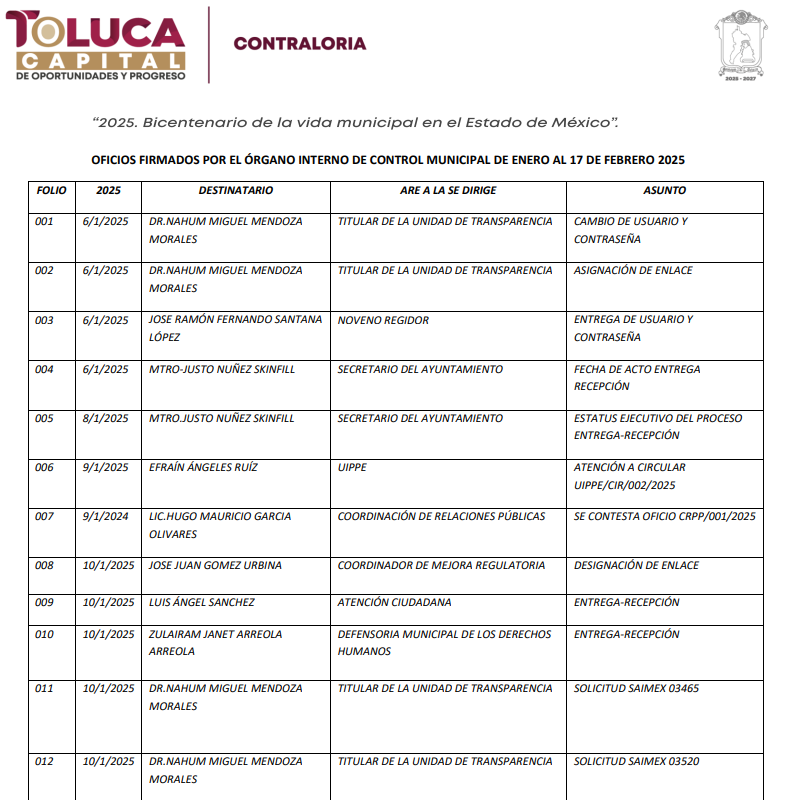 TOLUCA
CAPITAL
DE OPORTUNIDADES Y PROGRESO
CONTRALORIA
2025 - 2027
“2025. Bicentenario de la vida municipal en el Estado de México”.
OFICIOS FIRMADOS POR EL ÓRGANO INTERNO DE CONTROL MUNICIPAL DE ENERO AL 17 DE FEBRERO 2025
FOLIO 2025 DESTINATARIO ARE A LA SE DIRIGE ASUNTO
001 6/1/2025 DR.NAHUM MIGUEL MENDOZA TITULAR DE LA UNIDAD DE TRANSPARENCIA CAMBIO DE USUARIO Y
MORALES CONTRASEÑA
002 6/1/2025 DR.NAHUM MIGUEL MENDOZA TITULAR DE LA UNIDAD DE TRANSPARENCIA ASIGNACIÓN DE ENLACE
MORALES
003 6/1/2025 JOSE RAMÓN FERNANDO SANTANA NOVENO REGIDOR ENTREGA DE USUARIO Y
LÓPEZ CONTRASEÑA
004 6/1/2025 MTRO-JUSTO NUÑEZ SKINFILL SECRETARIO DEL AYUNTAMIENTO FECHA DE ACTO ENTREGA
RECEPCIÓN
005 8/1/2025 MTRO.JUSTO NUÑEZ SKINFILL SECRETARIO DEL AYUNTAMIENTO ESTATUS EJECUTIVO DEL PROCESO
ENTREGA-RECEPCIÓN
006 9/1/2025 EFRAÍN ÁNGELES RUÍZ UIPPE ATENCIÓN A CIRCULAR
UIPPE/CIR/002/2025
007 9/1/2024 LIC.HUGO MAURICIO GARCIA COORDINACIÓN DE RELACIONES PÚBLICAS SE CONTESTA OFICIO CRPP/001/2025
OLIVARES
008 10/1/2025 JOSE JUAN GOMEZ URBINA COORDINADOR DE MEJORA REGULATORIA DESIGNACIÓN DE ENLACE
009 10/1/2025 LUIS ÁNGEL SANCHEZ ATENCIÓN CIUDADANA ENTREGA-RECEPCIÓN
010 10/1/2025 ZULAIRAM JANET ARREOLA DEFENSORIA MUNICIPAL DE LOS DERECHOS ENTREGA-RECEPCIÓN
ARREOLA HUMANOS
011 10/1/2025 DR.NAHUM MIGUEL MENDOZA TITULAR DE LA UNIDAD DE TRANSPARENCIA SOLICITUD SAIMEX 03465
MORALES
012 10/1/2025 DR.NAHUM MIGUEL MENDOZA TITULAR DE LA UNIDAD DE TRANSPARENCIA SOLICITUD SAIMEX 03520
MORALES